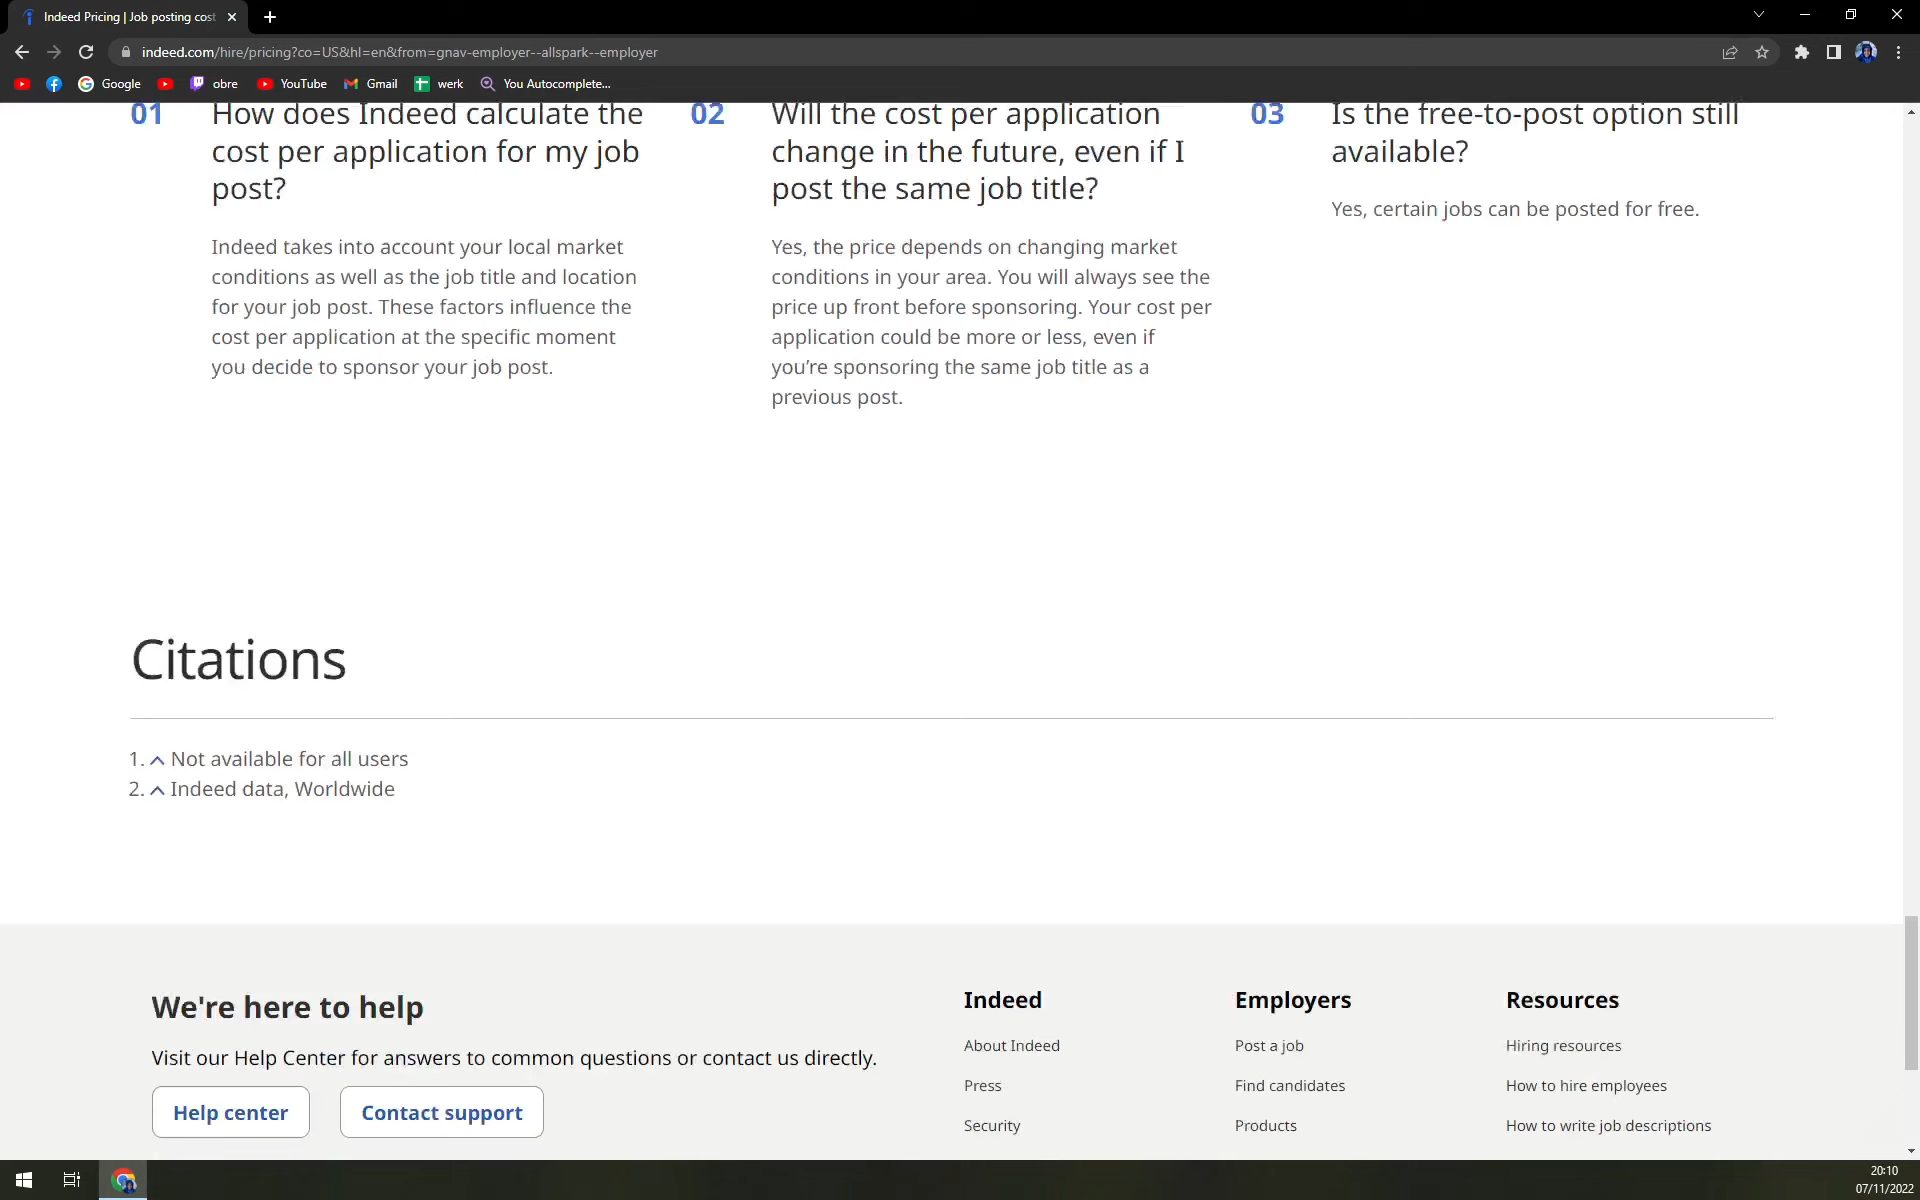 Indeed Pricing | Job posting cost
indeed.com/hire/pricing?co=US&hl=en&from=gnav-employer--allspark--employer
Google
obre
YouTube
Gmail
werk
You Autocomplete...
01
How does Indeed calculate the
cost per application for my job
post?
Indeed takes into account your local market
conditions as well as the job title and location
for your job post. These factors influence the
cost per application at the specific moment
you decide to sponsor your job post.
02
Will the cost per application
change in the future, even if I
post the same job title?
Yes, the price depends on changing market
conditions in your area. You will always see the
price up front before sponsoring. Your cost per
application could be more or less, even if
you’re sponsoring the same job title as a
previous post.
03
Is the free-to-post option still
available?
Yes, certain jobs can be posted for free.
Citations
1. ^ Not available for all users
2. ^ Indeed data, Worldwide
We're here to help
Visit our Help Center for answers to common questions or contact us directly.
Help center
Contact support
Indeed
About Indeed
Press
Security
Employers
Post a job
Find candidates
Products
Resources
Hiring resources
How to hire employees
How to write job descriptions
20:10
07/11/2022